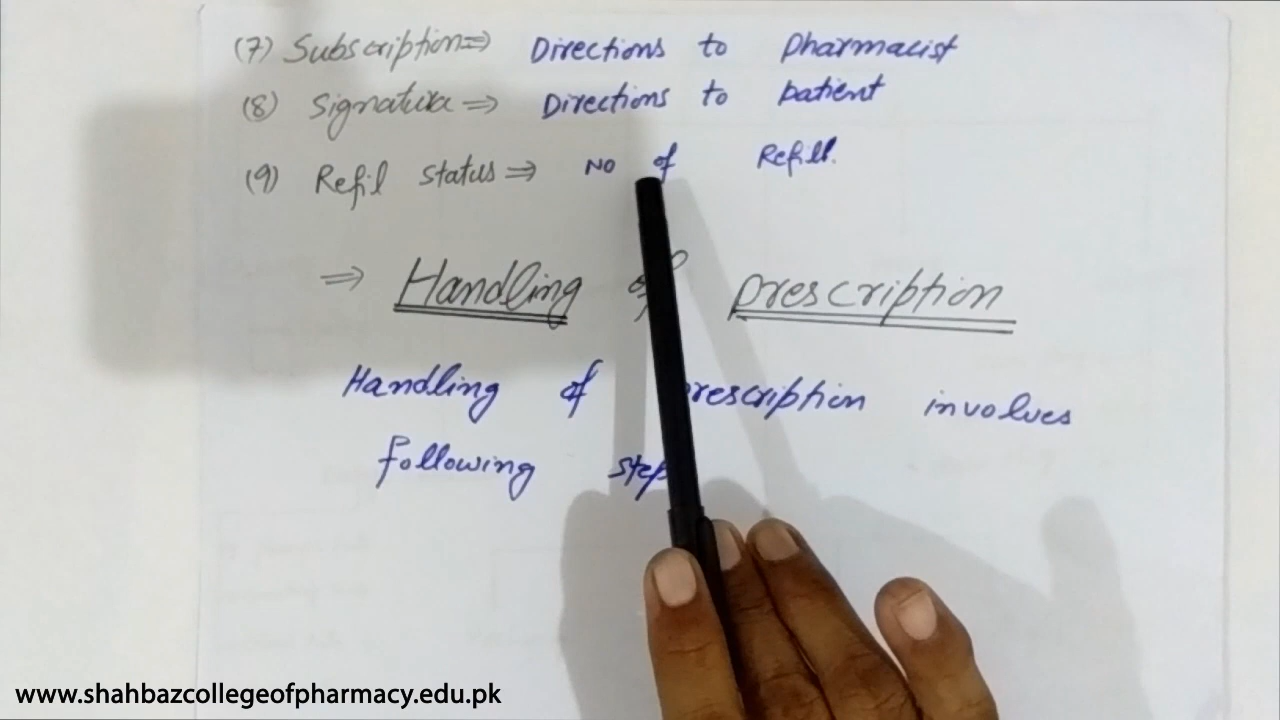 (7) Subscription⇒ Directions to Pharmacist
(8) Signature ⇒ Directions to patient
(9) Refil status ⇒ NO of Refill.
⇒ Handling of prescription
Handling of prescription involves
following step
www.shahbazcollegeofpharmacy.edu.pk